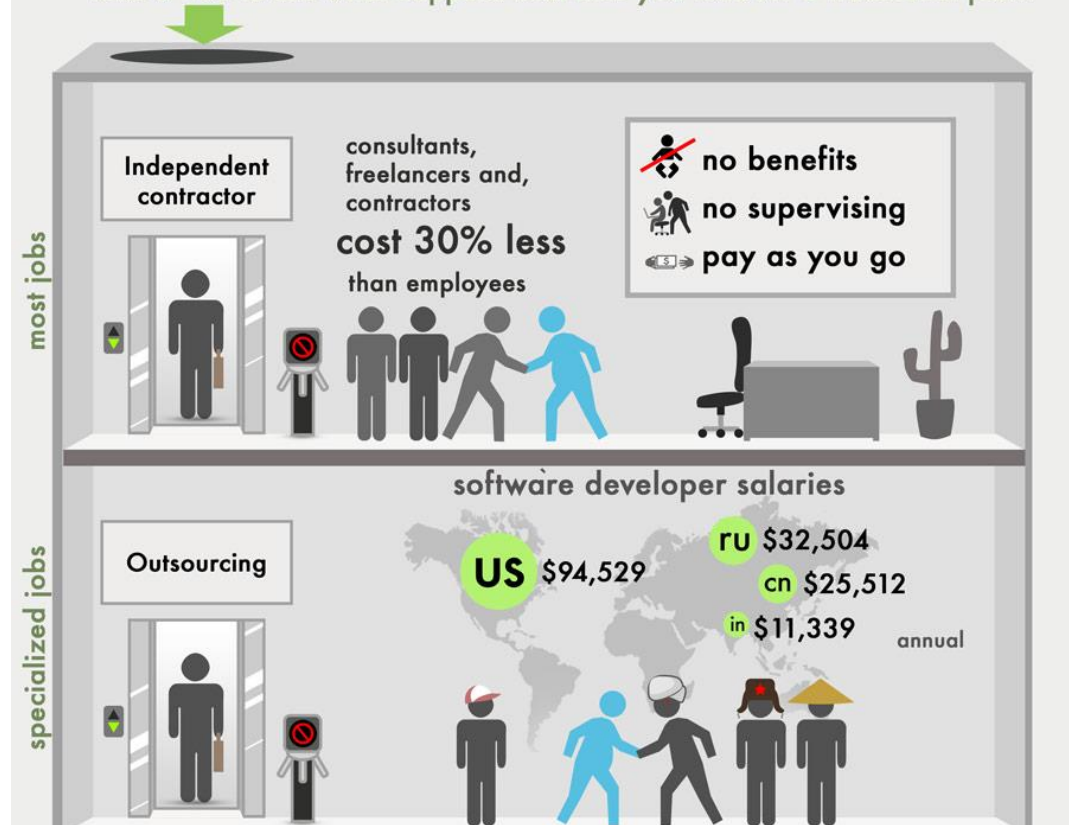 most jobs
Independent
contractor
consultants,
freelancers and,
contractors
cost 30% less
than employees
no benefits
no supervising
$
pay as you go
specialized jobs
Outsourcing
software developer salaries
US $94,529
ru $32,504
cn $25,512
in $11,339
annual